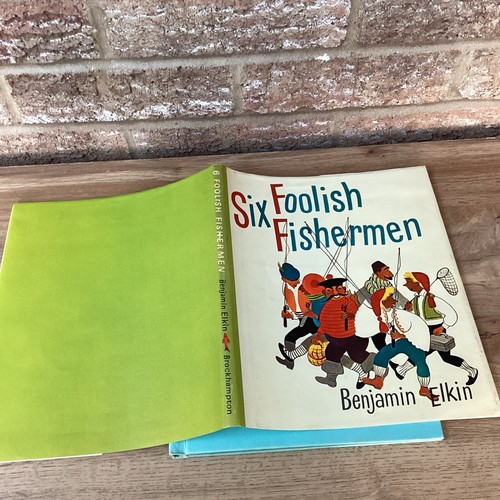 Six Foolish
Fishermen
Benjamin Elkin
6 FOOLISH FISHERMEN Benjamin Elkin Brockhampton